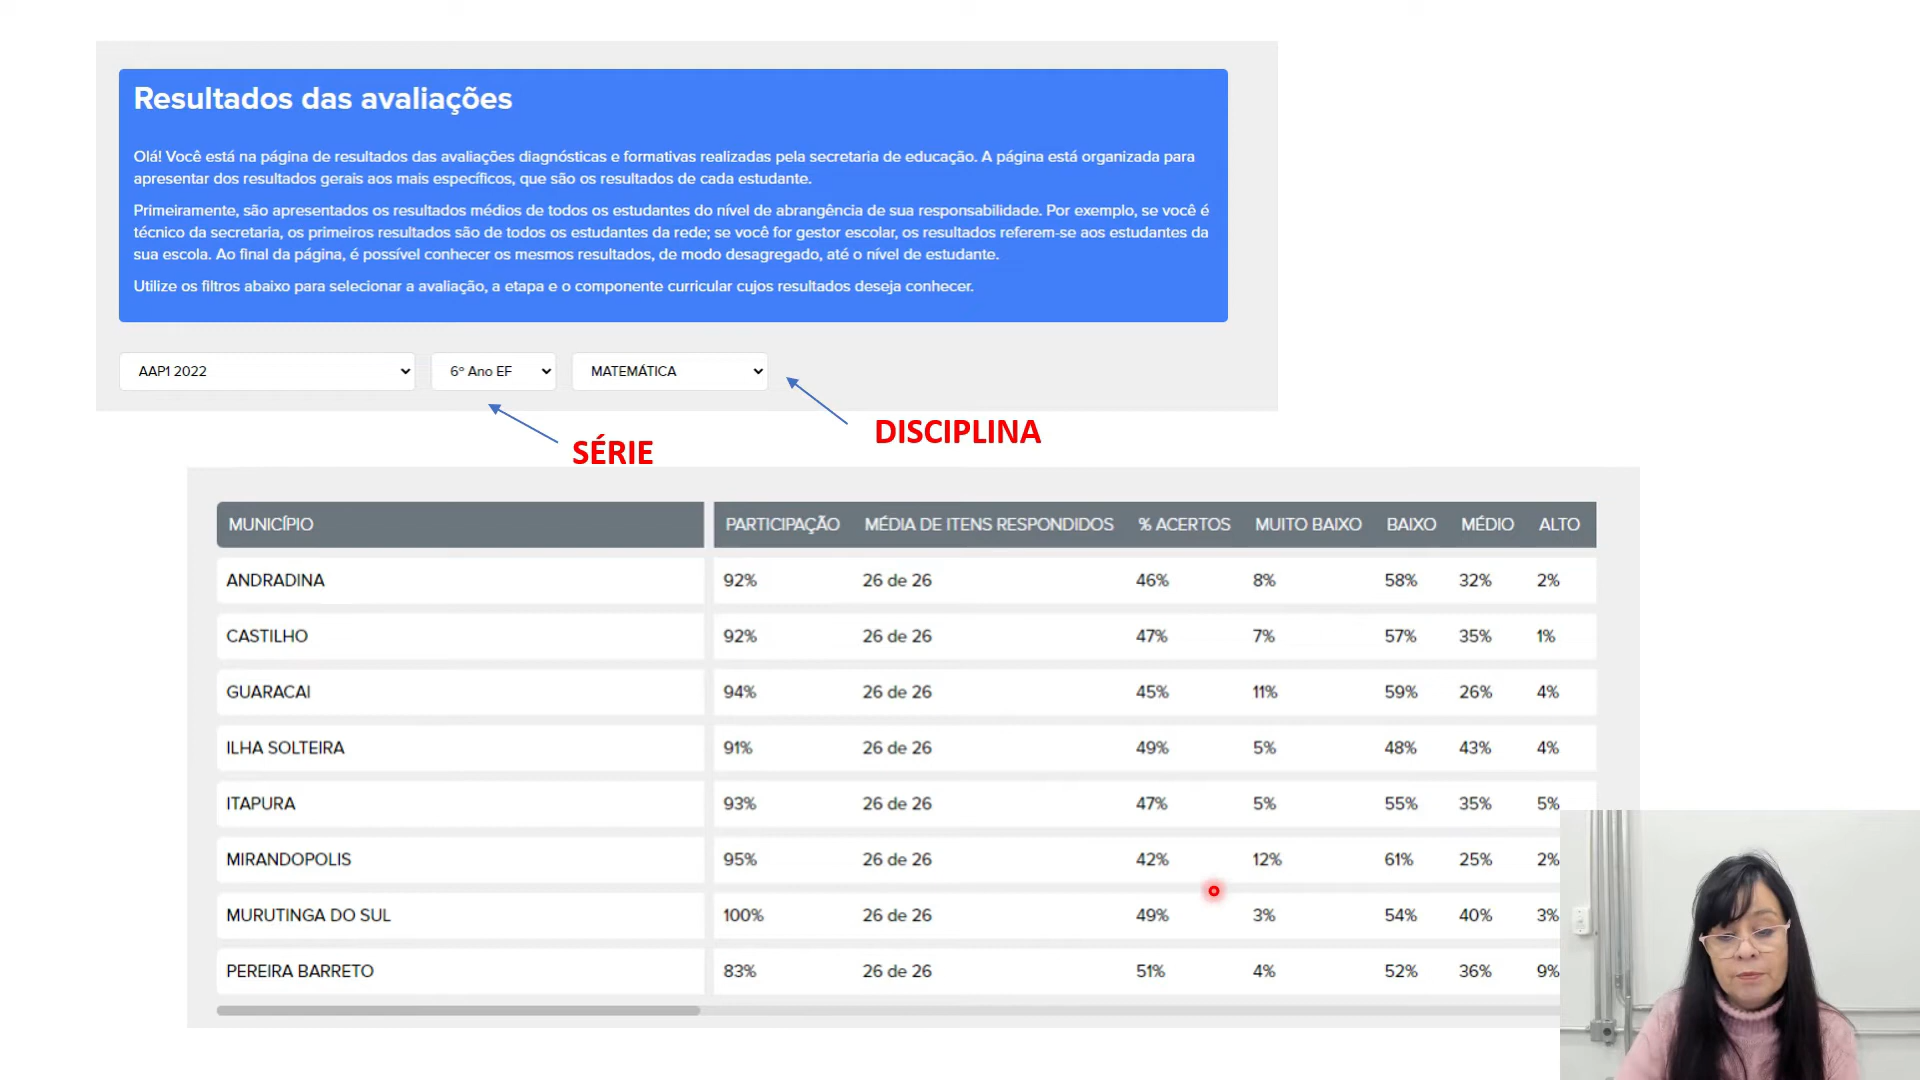 Resultados das avaliações
Olá! Você está na página de resultados das avaliações diagnósticas e formativas realizadas pela secretaria de educação. A página está organizada para
apresentar dos resultados gerais aos mais específicos, que são os resultados de cada estudante.
Primeiramente, são apresentados os resultados médios de todos os estudantes do nível de abrangência de sua responsabilidade. Por exemplo, se você é
técnico da secretaria, os primeiros resultados são de todos os estudantes da rede; se você for gestor escolar, os resultados referem-se aos estudantes da
sua escola. Ao final da página, é possível conhecer os mesmos resultados, de modo desagregado, até o nível de estudante.
Utilize os filtros abaixo para selecionar a avaliação, a etapa e o componente curricular cujos resultados deseja conhecer.
AAP1 2022 6º Ano EF MATEMÁTICA
DISCIPLINA
SÉRIE
MUNICÍPIO PARTICIPAÇÃO MÉDIA DE ITENS RESPONDIDOS % ACERTOS MUITO BAIXO BAIXO MÉDIO ALTO
ANDRADINA 92% 26 de 26 46% 8% 58% 32% 2%
CASTILHO 92% 26 de 26 47% 7% 57% 35% 1%
GUARACAI 94% 26 de 26 45% 11% 59% 26% 4%
ILHA SOLTEIRA 91% 26 de 26 49% 5% 48% 43% 4%
ITAPURA 93% 26 de 26 47% 5% 55% 35% 5%
MIRANDOPOLIS 95% 26 de 26 42% 12% 61% 25% 2%
MURUTINGA DO SUL 100% 26 de 26 49% 3% 54% 40% 3%
PEREIRA BARRETO 83% 26 de 26 51% 4% 52% 36% 9%